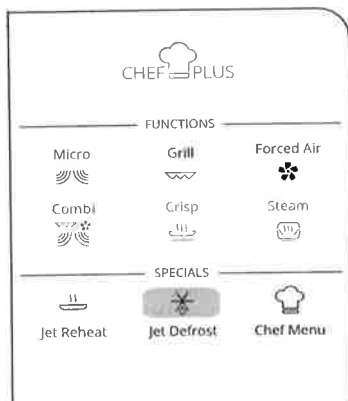 CHEF PLUS
FUNCTIONS
Micro Grill Forced Air
Combi Crisp Steam
SPECIALS
Jet Reheat Jet Defrost Chef Menu